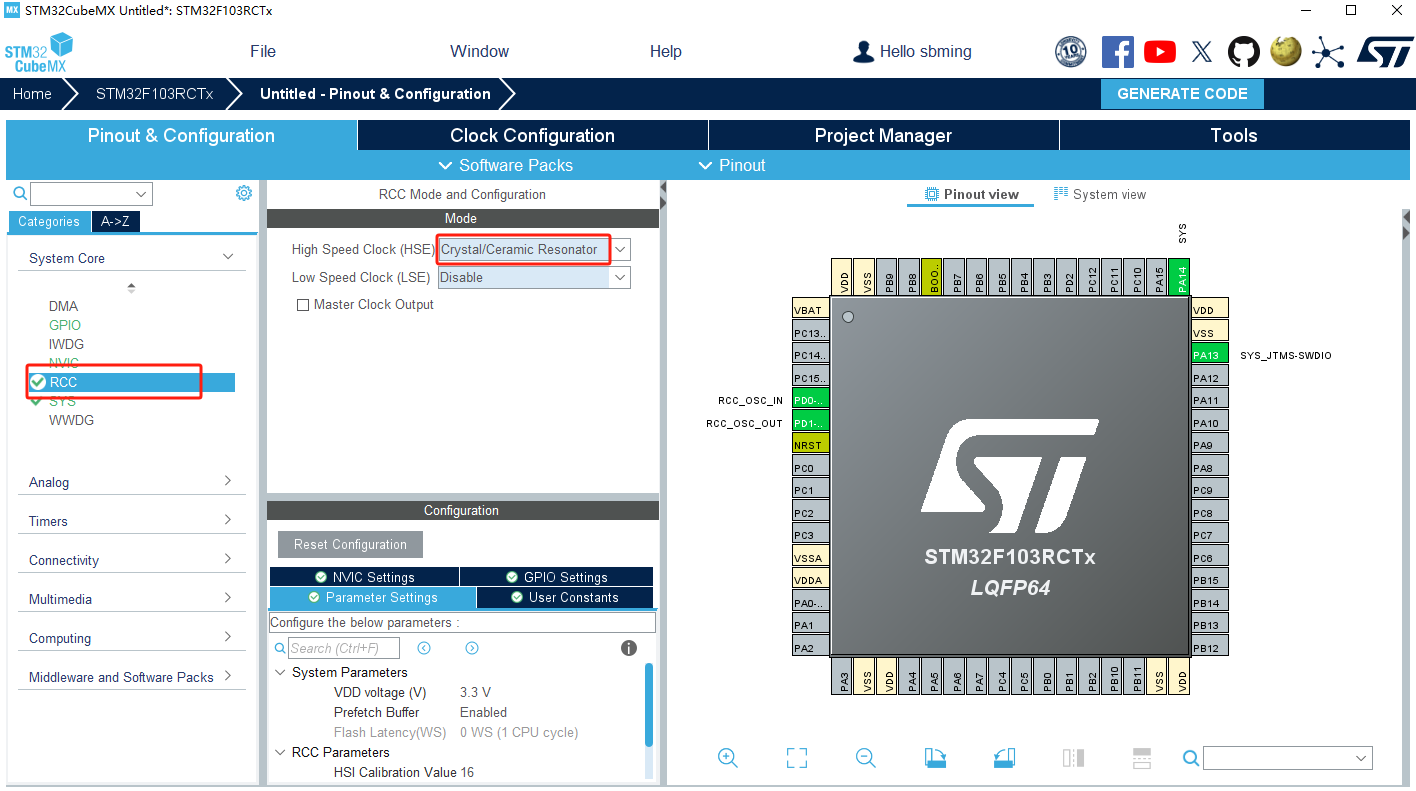 MX STM32CubeMX Untitled*: STM32F103RCTx
STM32 CubeMX
File Window Help Hello sbming 10
Home STM32F103RCTx Untitled - Pinout & Configuration GENERATE CODE
Pinout & Configuration Clock Configuration Project Manager Tools
Software Packs Pinout
Categories A->Z
System Core
DMA
GPIO
IWDG
NVIC
RCC
SYS
WWDG
Analog
Timers
Connectivity
Multimedia
Computing
Middleware and Software Packs
RCC Mode and Configuration
Mode
High Speed Clock (HSE) Crystal/Ceramic Resonator
Low Speed Clock (LSE) Disable
Master Clock Output
Configuration
Reset Configuration
NVIC Settings GPIO Settings
Parameter Settings User Constants
Configure the below parameters :
Search (Ctrl+F)
System Parameters
VDD voltage (V) 3.3 V
Prefetch Buffer Enabled
Flash Latency(WS) 0 WS (1 CPU cycle)
RCC Parameters
HSI Calibration Value 16
Pinout view System view
SYS
VDD VSS PB9 PB8 BOO.. PB7 PB6 PB5 PB4 PB3 PD2 PC12 PC11 PC10 PA15 PA14
VBAT
PC13..
PC14..
PC15..
RCC_OSC_IN PD0-..
RCC_OSC_OUT PD1-..
NRST
PC0
PC1
PC2
PC3
VSSA
VDDA
PA0-..
PA1
PA2
STM32F103RCTx
LQFP64
VDD
VSS
PA13 SYS_JTMS-SWDIO
PA12
PA11
PA10
PA9
PA8
PC9
PC8
PC7
PC6
PB15
PB14
PB13
PB12
PA3 VSS VDD PA4 PA5 PA6 PA7 PC4 PC5 PB0 PB1 PB2 PB10 PB11 VSS VDD